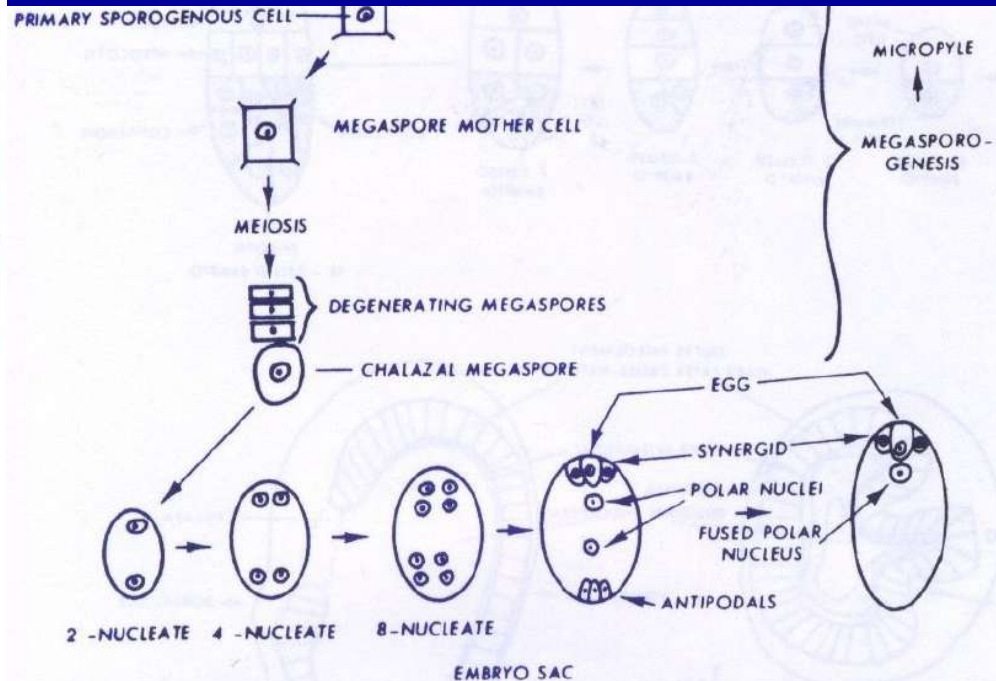 PRIMARY SPOROGENOUS CELL
MICROPYLE
MEGASPORE MOTHER CELL
MEGASPORO-
GENESIS
MEIOSIS
DEGENERATING MEGASPORES
CHALAZAL MEGASPORE
EGG
SYNERGID
POLAR NUCLEI
FUSED POLAR
NUCLEUS
ANTIPODALS
2 -NUCLEATE 4 -NUCLEATE 8-NUCLEATE
EMBRYO SAC